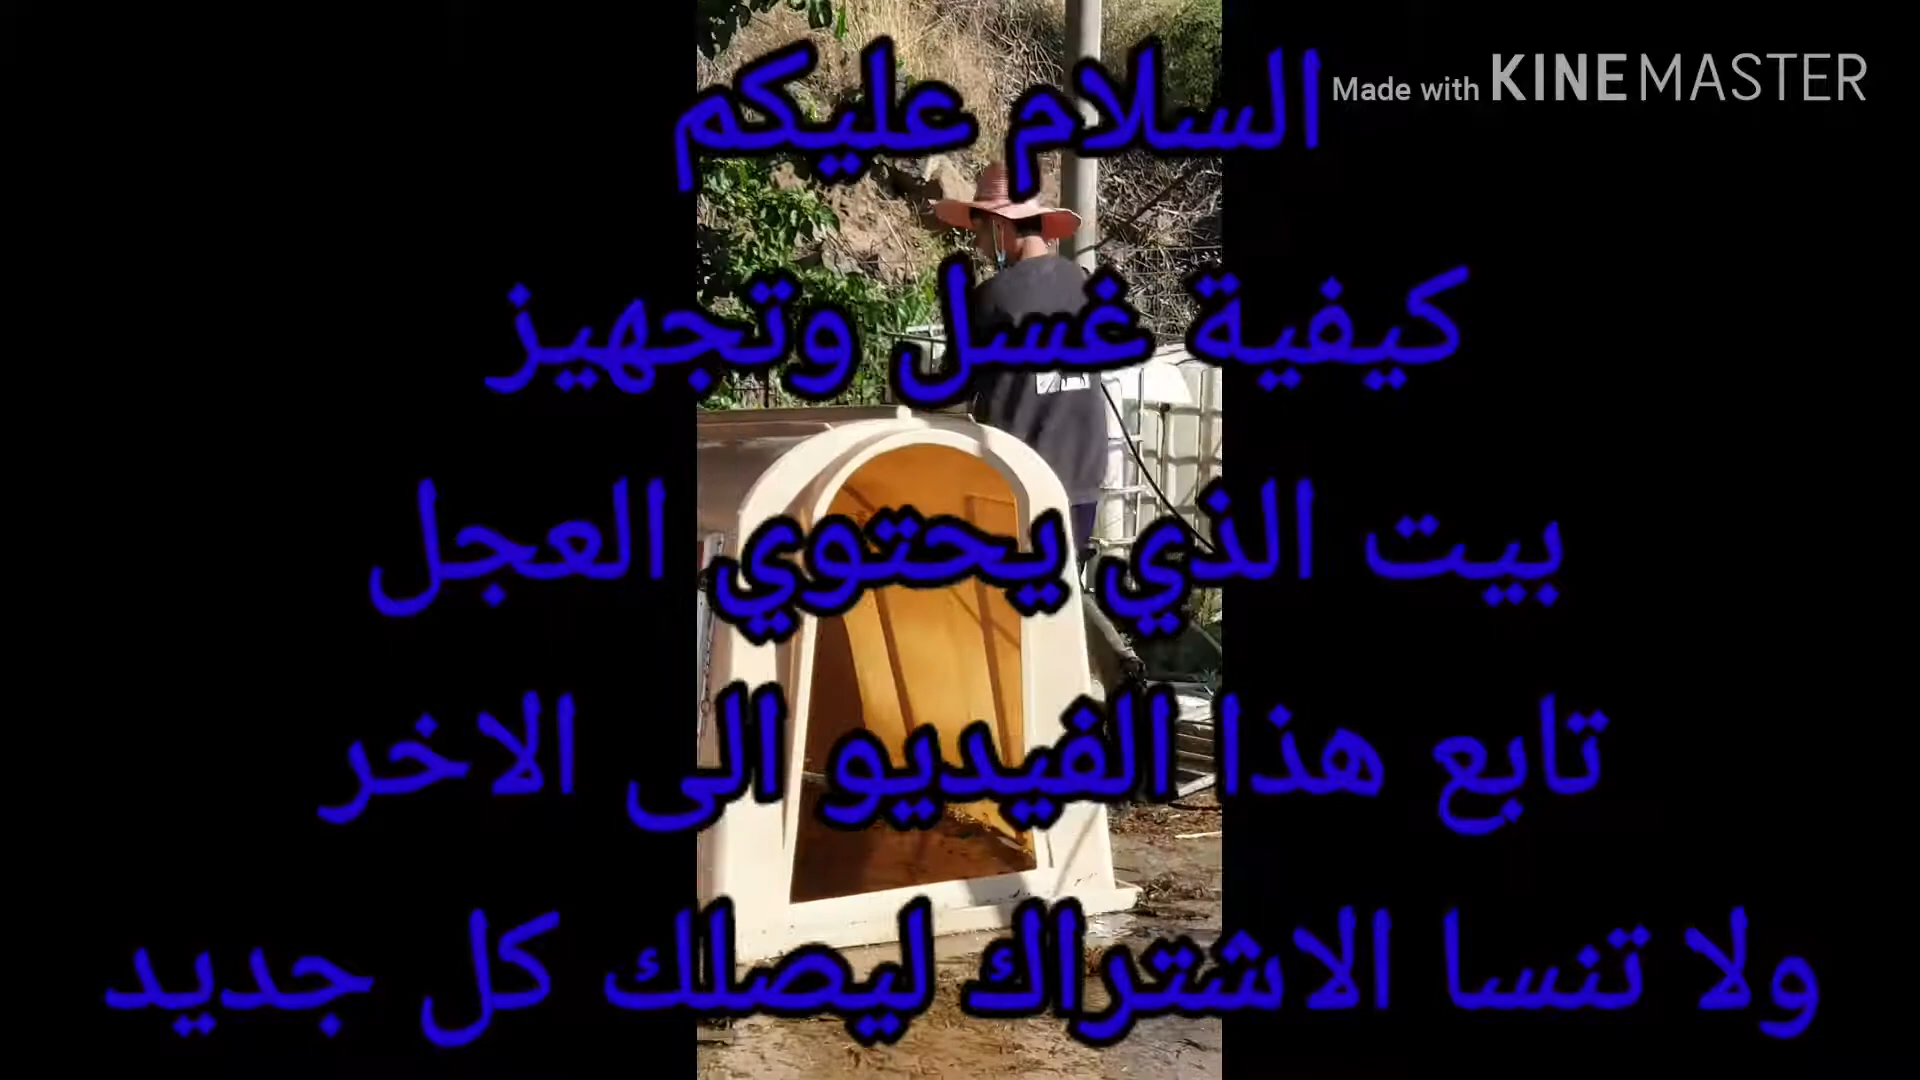 Made with KINEMASTER
السلام عليكم
كيفية غسل وتجهيز
بيت الذي يحتوي العجل
تابع هذا الفيديو الى الاخر
ولا تنسا الاشتراك ليصلك كل جديد